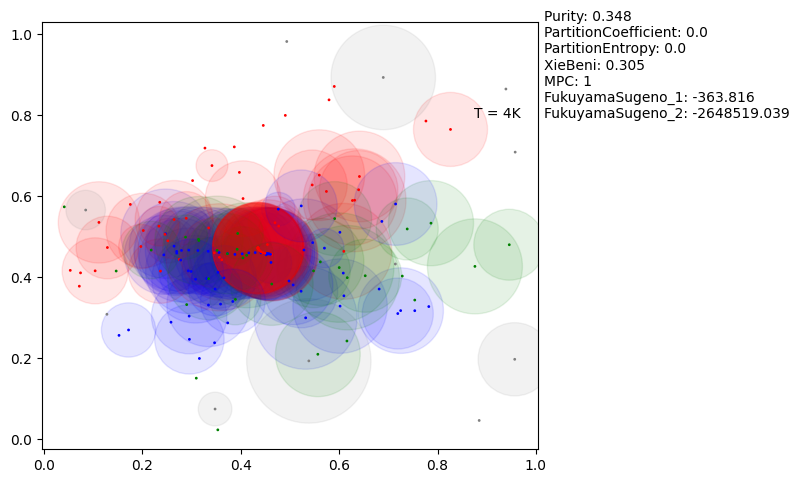 Purity: 0.348
PartitionCoefficient: 0.0
PartitionEntropy: 0.0
XieBeni: 0.305
MPC: 1
FukuyamaSugeno_1: -363.816
FukuyamaSugeno_2: -2648519.039
T = 4K
1.0
0.8
0.6
0.4
0.2
0.0
0.0 0.2 0.4 0.6 0.8 1.0